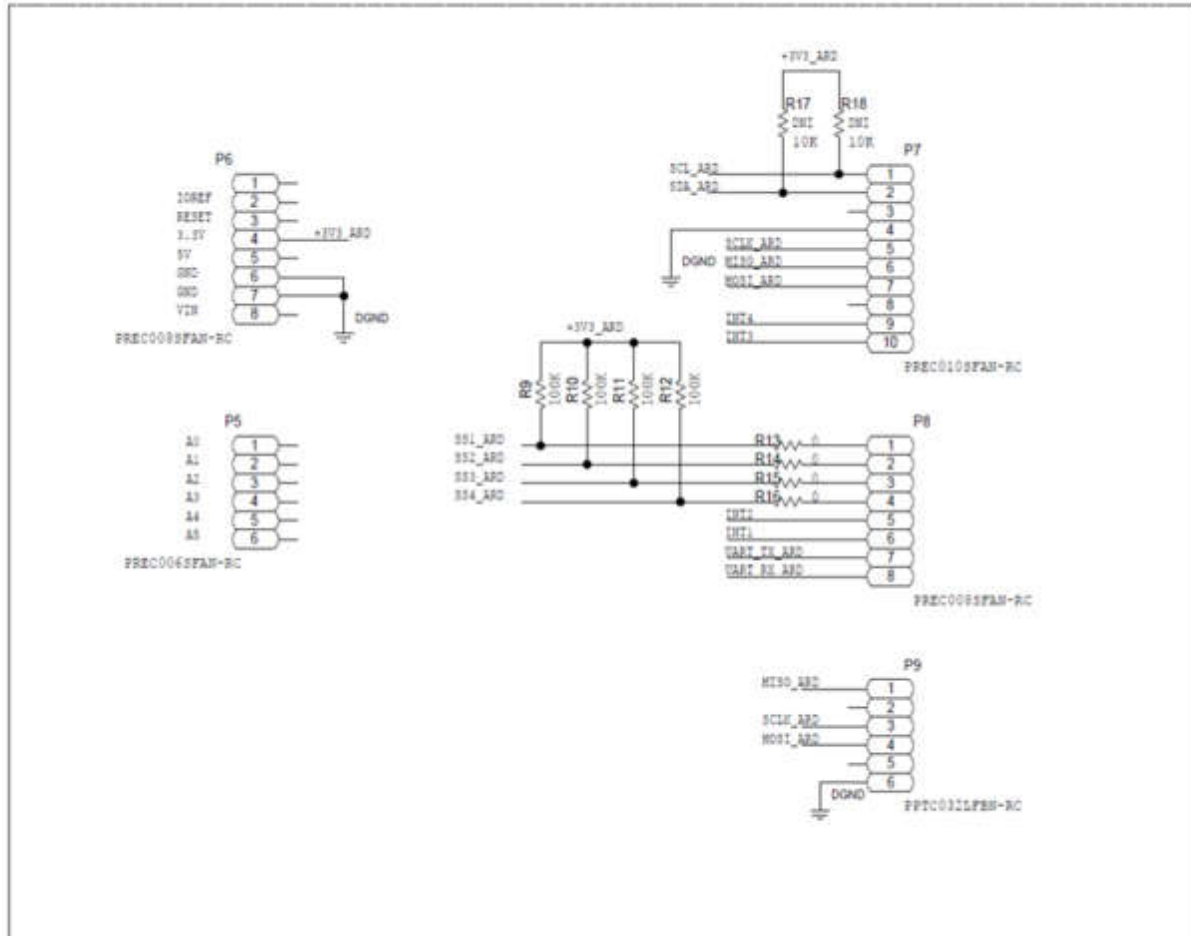 P6
1
IOREF 2
RESET 3
3.3V 4 +3V3_ARD
5V 5
GND 6
GND 7
VIN 8
DGND
PREC008SFAN-RC
P5
A0 1
A1 2
A2 3
A3 4
A4 5
A5 6
PREC006SFAN-RC
+3V3_ARD
R17 R18
DNI DNI
10K 10K
P7
SCL_ARD 1
SDA_ARD 2
3
4
DGND SCLK_ARD 5
MISO_ARD 6
MOSI_ARD 7
8
INT4 9
INT3 10
PREC010SFAN-RC
+3V3_ARD
R9 100K R10 100K R11 100K R12 100K
P8
SS1_ARD R13 0 1
SS2_ARD R14 0 2
SS3_ARD R15 0 3
SS4_ARD R16 0 4
INT2 5
INT1 6
UART_TX_ARD 7
UART_RX_ARD 8
PREC008SFAN-RC
P9
MISO_ARD 1
2
SCLK_ARD 3
MOSI_ARD 4
5
DGND 6
PPTC032LFBN-RC